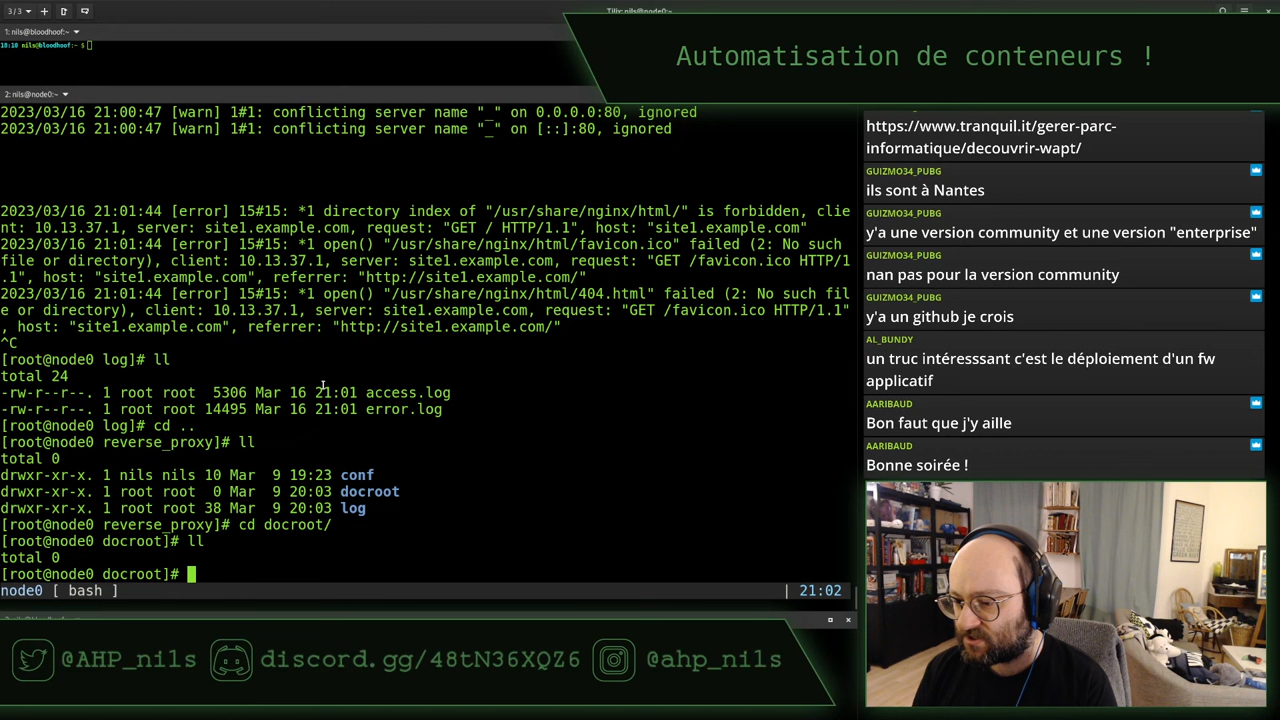 3 / 3
Tilix: nils@node0:~
1: nils@bloodhoof:~
18:18 nils@bloodhoof:~ $
Automatisation de conteneurs !
2: nils@node0:~
2023/03/16 21:00:47 [warn] 1#1: conflicting server name "_" on 0.0.0.0:80, ignored
2023/03/16 21:00:47 [warn] 1#1: conflicting server name "_" on [::]:80, ignored
2023/03/16 21:01:44 [error] 15#15: *1 directory index of "/usr/share/nginx/html/" is forbidden, clie
nt: 10.13.37.1, server: site1.example.com, request: "GET / HTTP/1.1", host: "site1.example.com"
2023/03/16 21:01:44 [error] 15#15: *1 open() "/usr/share/nginx/html/favicon.ico" failed (2: No such
file or directory), client: 10.13.37.1, server: site1.example.com, request: "GET /favicon.ico HTTP/1
.1", host: "site1.example.com", referrer: "http://site1.example.com/"
2023/03/16 21:01:44 [error] 15#15: *1 open() "/usr/share/nginx/html/404.html" failed (2: No such fil
e or directory), client: 10.13.37.1, server: site1.example.com, request: "GET /favicon.ico HTTP/1.1"
, host: "site1.example.com", referrer: "http://site1.example.com/"
^C
[root@node0 log]# ll
total 24
-rw-r--r--. 1 root root  5306 Mar 16 21:01 access.log
-rw-r--r--. 1 root root 14495 Mar 16 21:01 error.log
[root@node0 log]# cd ..
[root@node0 reverse_proxy]# ll
total 0
drwxr-xr-x. 1 nils nils 10 Mar  9 19:23 conf
drwxr-xr-x. 1 root root  0 Mar  9 20:03 docroot
drwxr-xr-x. 1 root root 38 Mar  9 20:03 log
[root@node0 reverse_proxy]# cd docroot/
[root@node0 docroot]# ll
total 0
[root@node0 docroot]#
node0 [ bash ] | 21:02
https://www.tranquil.it/gerer-parc-
informatique/decouvrir-wapt/
GUIZMO34_PUBG
ils sont à Nantes
GUIZMO34_PUBG
y'a une version community et une version "enterprise"
GUIZMO34_PUBG
nan pas pour la version community
GUIZMO34_PUBG
y'a un github je crois
AL_BUNDY
un truc intéresssant c'est le déploiement d'un fw
applicatif
AARIBAUD
Bon faut que j'y aille
AARIBAUD
Bonne soirée !
@AHP_nils discord.gg/48tN36XQZ6 @ahp_nils